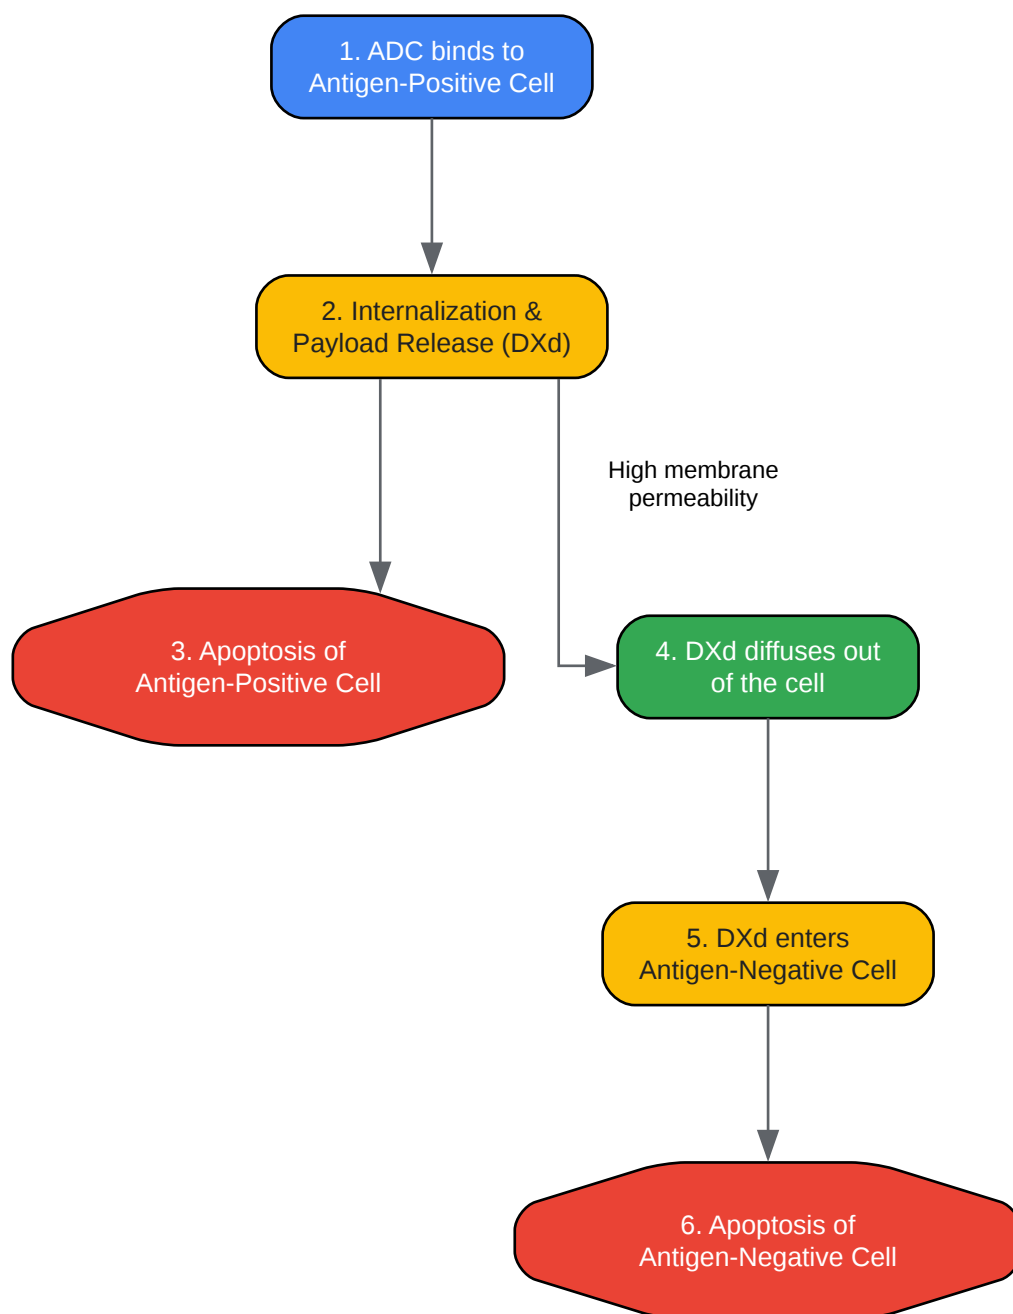 1. ADC binds to
Antigen-Positive Cell
2. Internalization &
Payload Release (DXd)
High membrane
permeability
3. Apoptosis of
Antigen-Positive Cell
4. DXd diffuses out
of the cell
5. DXd enters
Antigen-Negative Cell
6. Apoptosis of
Antigen-Negative Cell